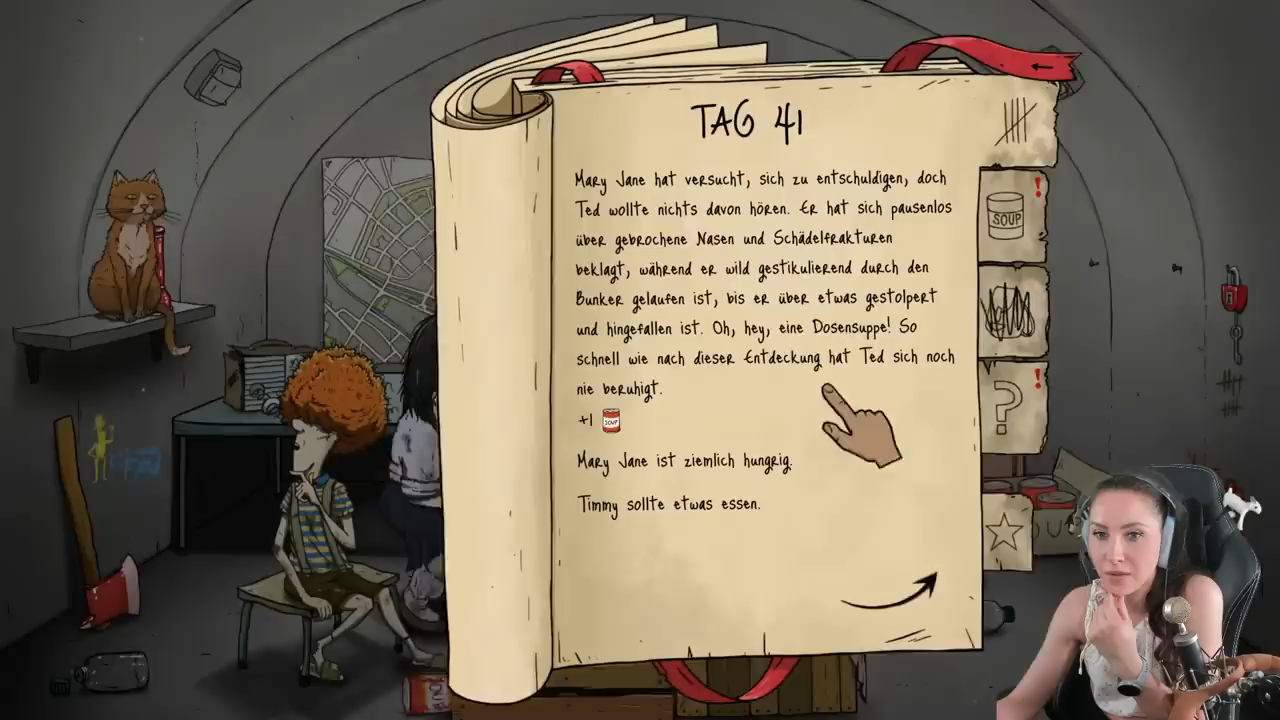 TAG 41
Mary Jane hat versucht, sich zu entschuldigen, doch
Ted wollte nichts davon hören. Er hat sich pausenlos
über gebrochene Nasen und Schädelfrakturen
beklagt, während er wild gestikulierend durch den
Bunker gelaufen ist, bis er über etwas gestolpert
und hingefallen ist. Oh, hey, eine Dosensuppe! So
schnell wie nach dieser Entdeckung hat Ted sich noch
nie beruhigt.
+1 SOUP
Mary Jane ist ziemlich hungrig.
Timmy sollte etwas essen.
!
SOUP
!
?